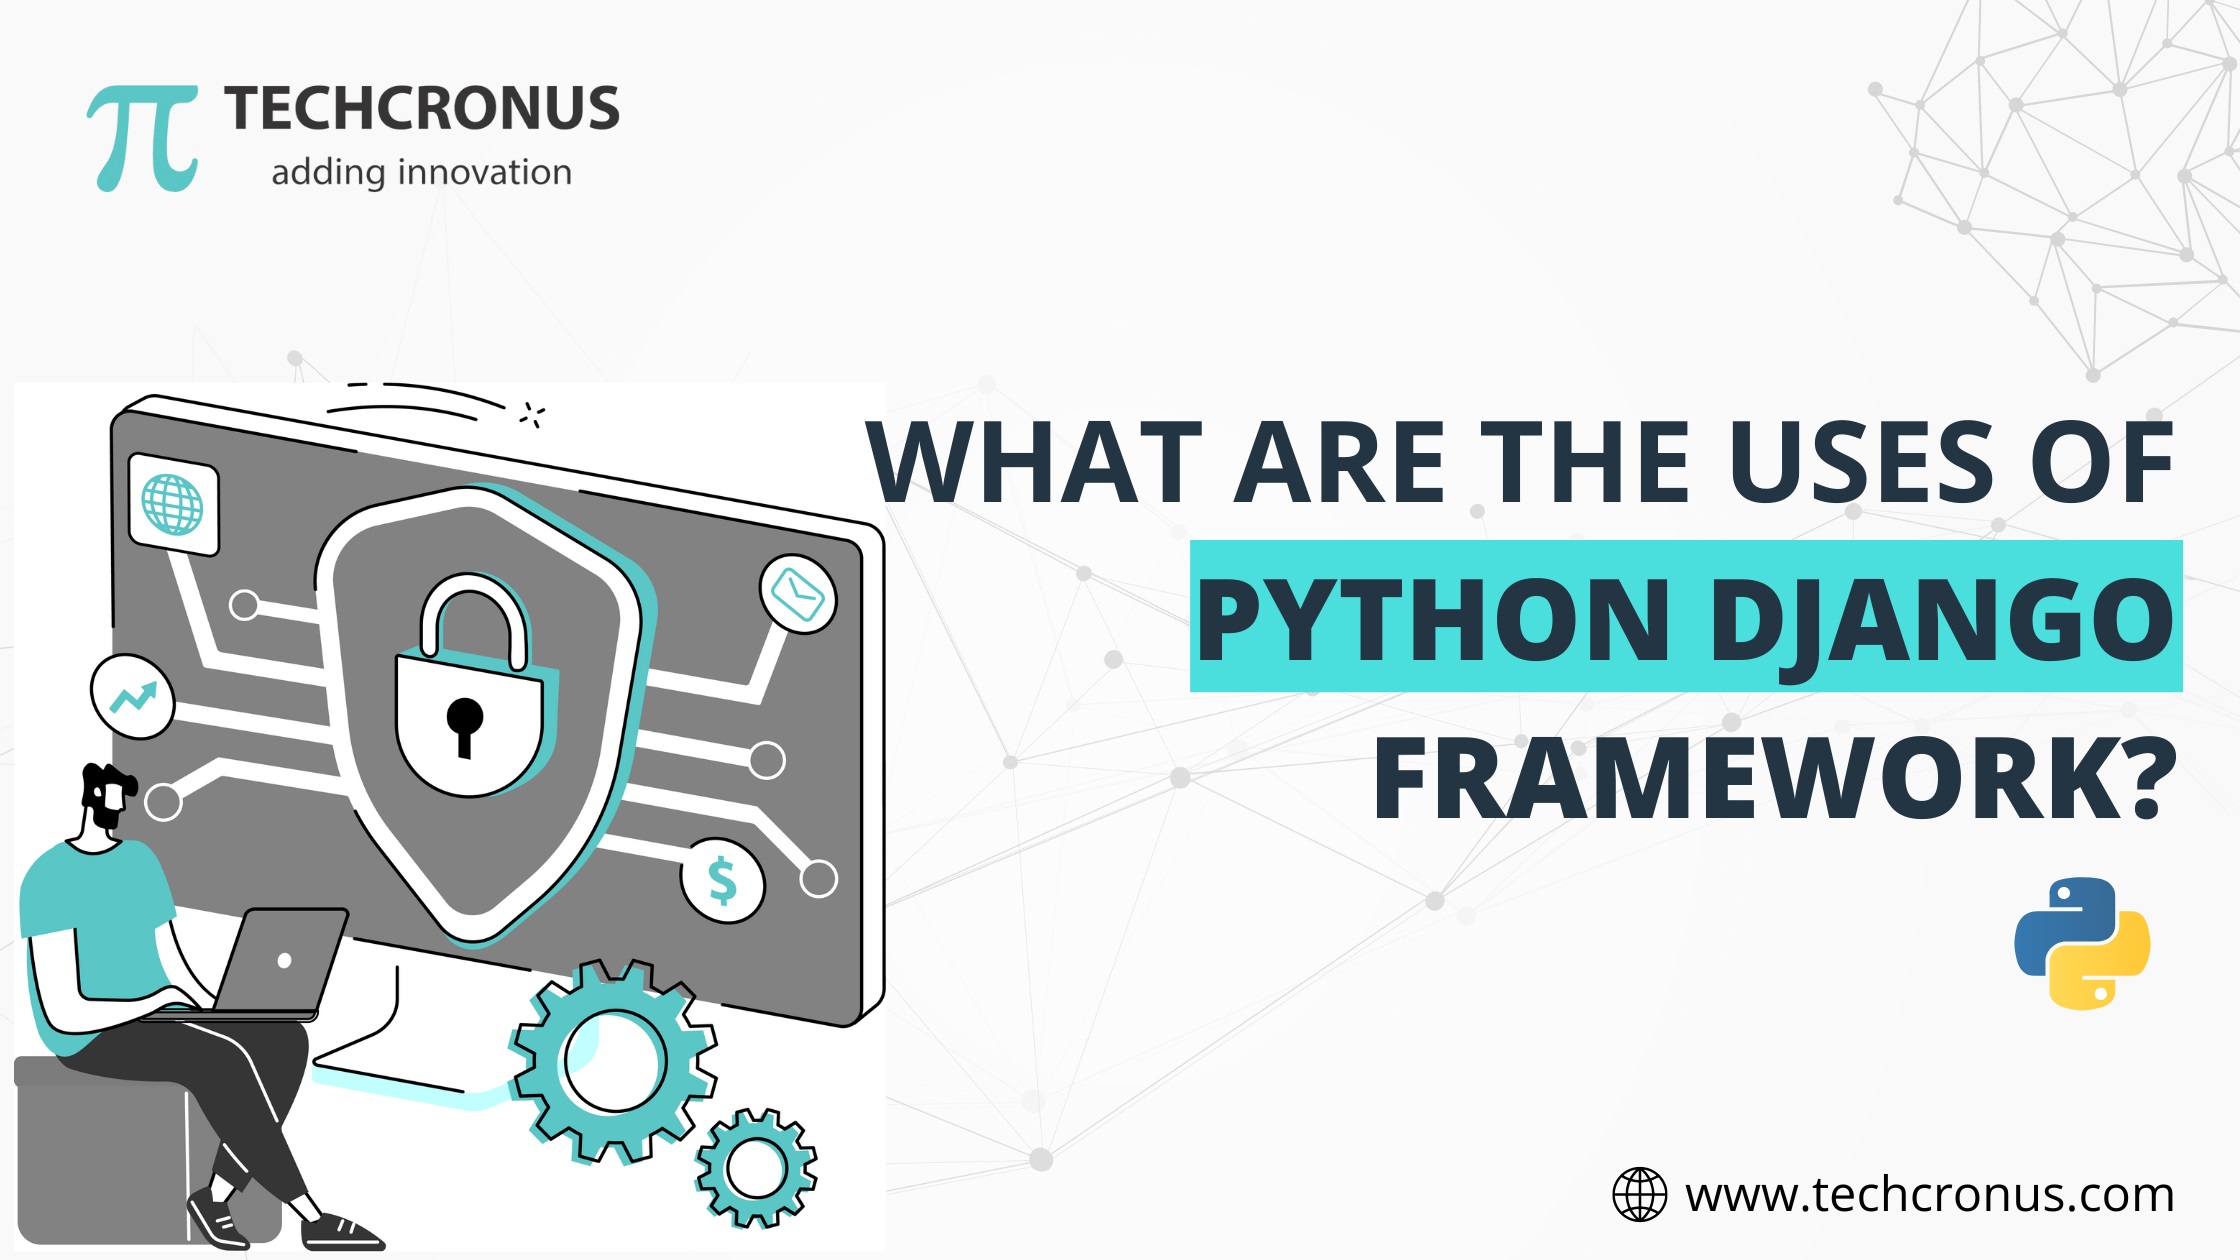 π TECHCRONUS
adding innovation
WHAT ARE THE USES OF
PYTHON DJANGO
FRAMEWORK?
$
www.techcronus.com